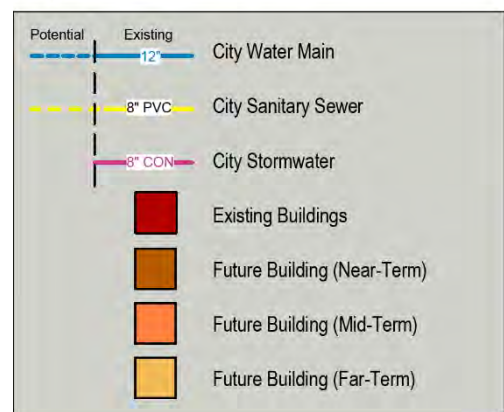 Potential Existing
12" City Water Main
8" PVC City Sanitary Sewer
8" CON City Stormwater
Existing Buildings
Future Building (Near-Term)
Future Building (Mid-Term)
Future Building (Far-Term)